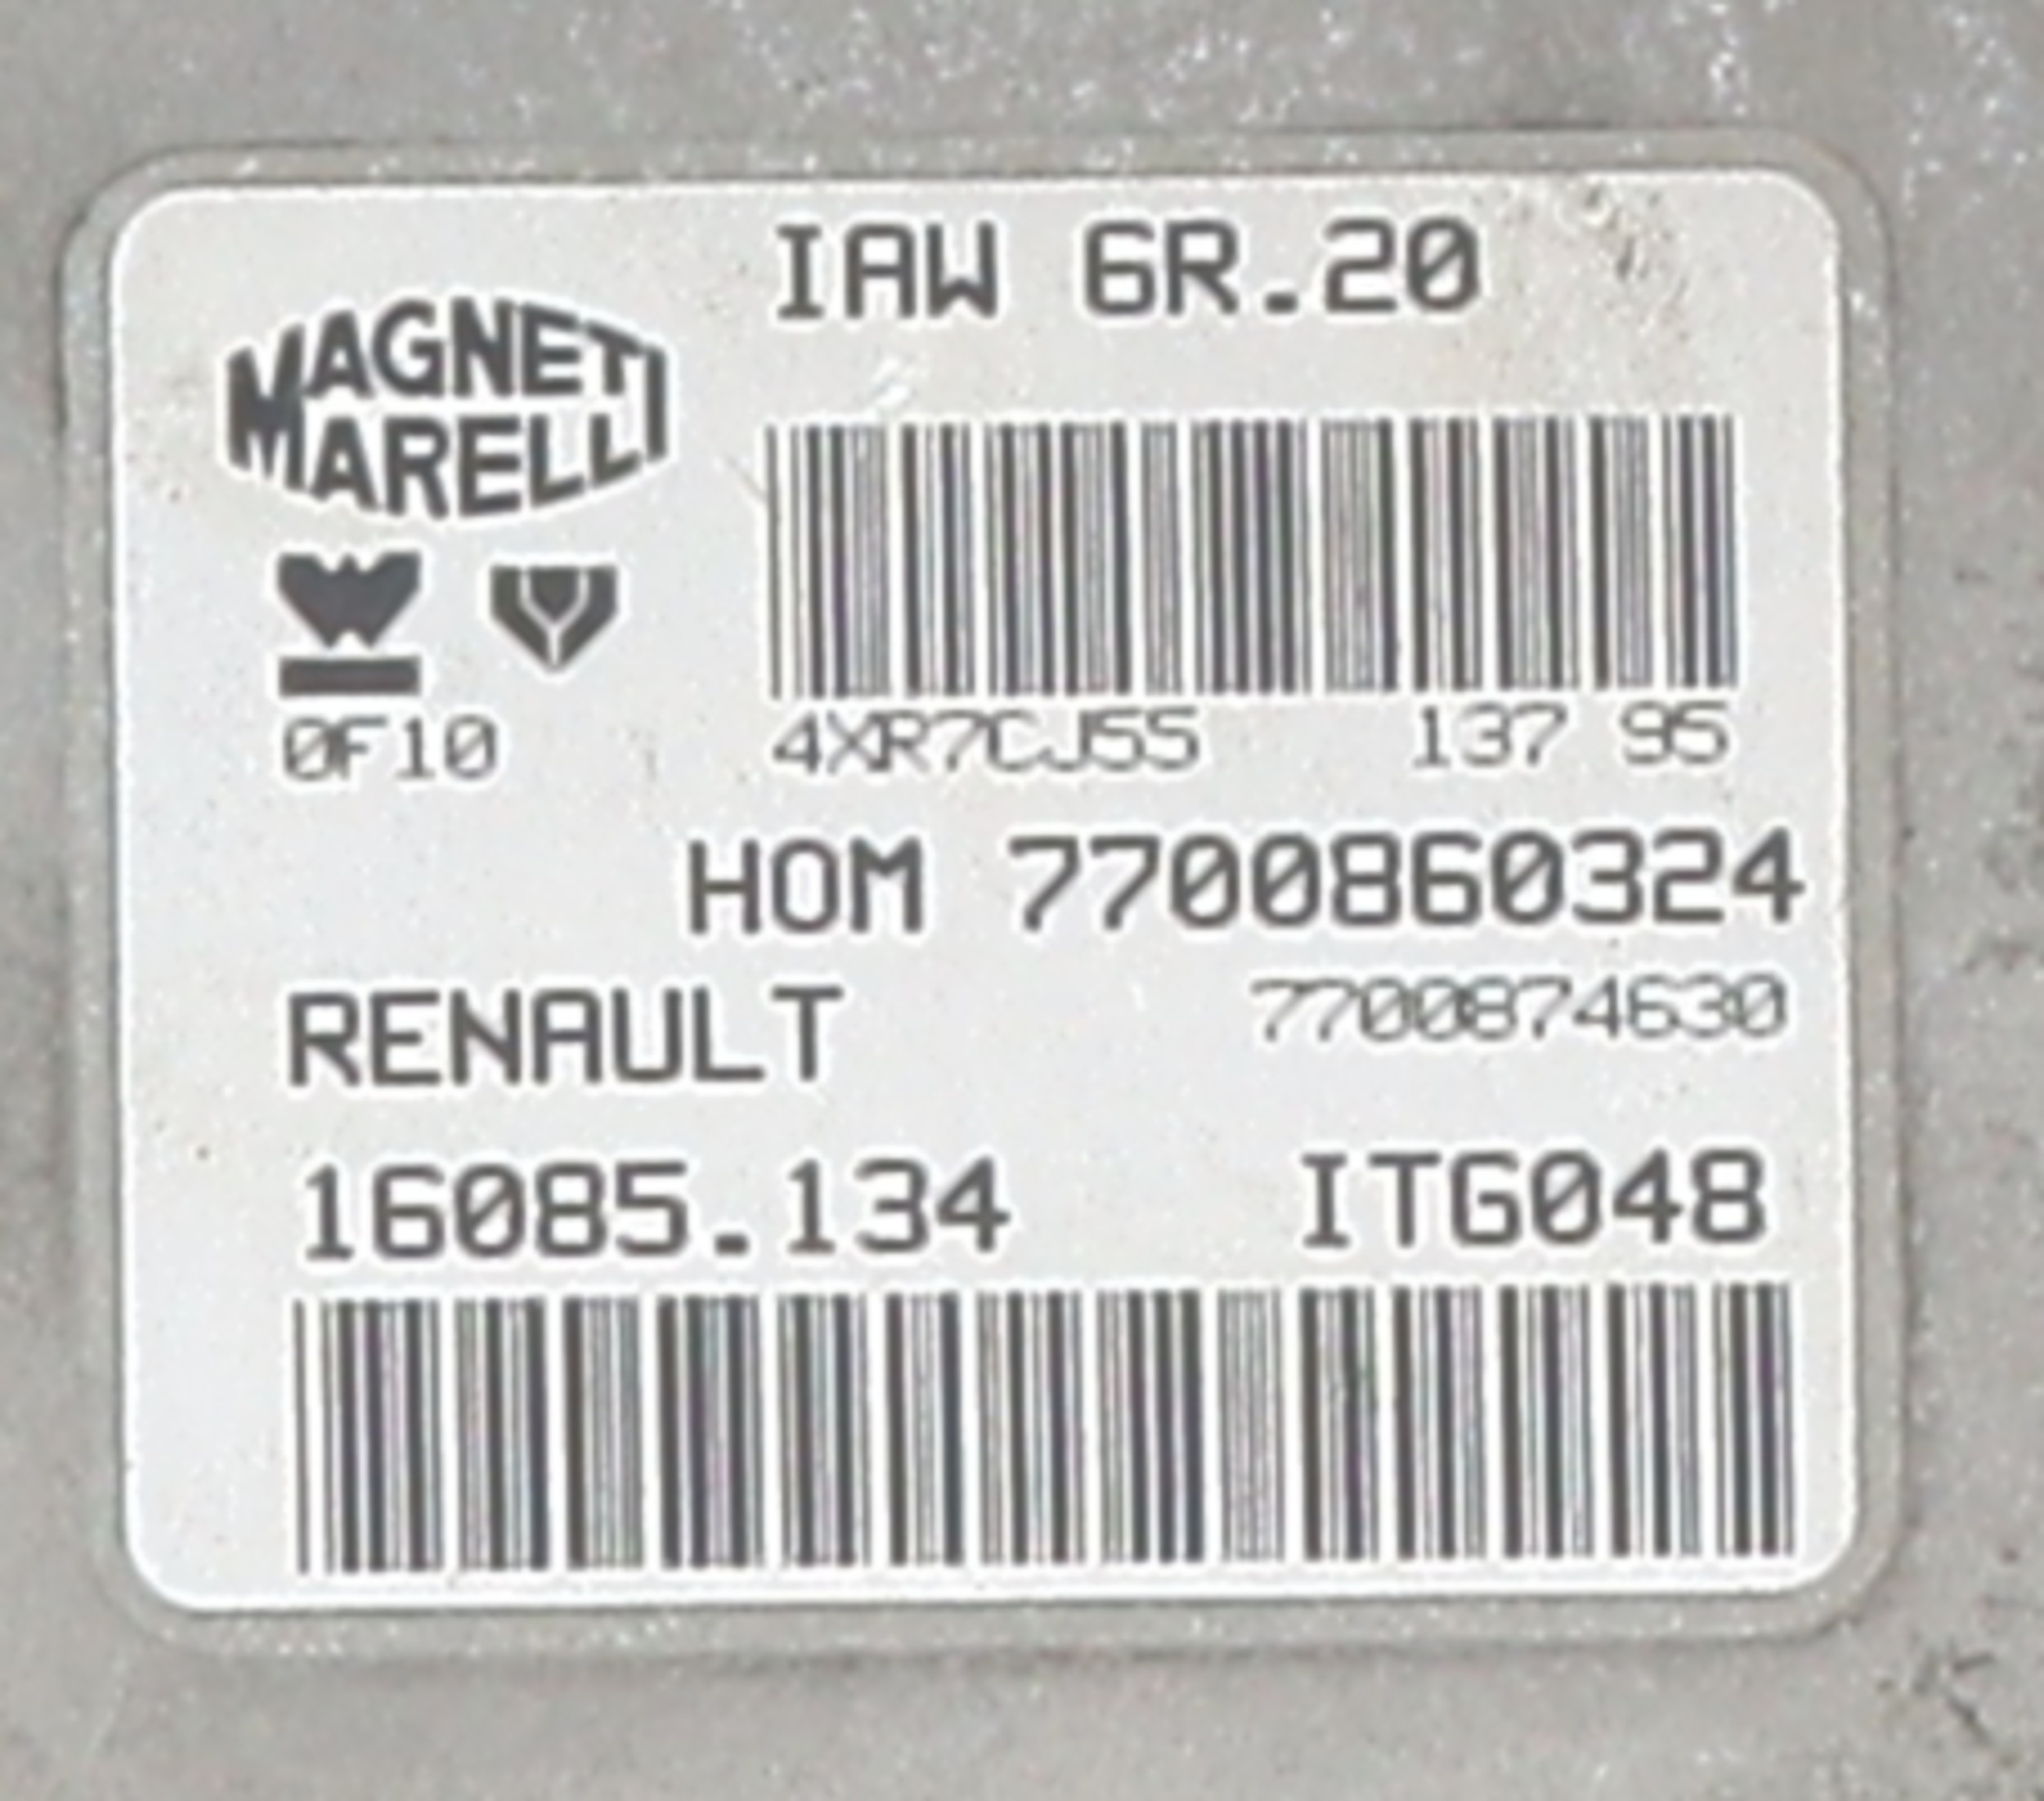 IAW 6R.20
MAGNETI
MARELLI
0F10
4XR7CJ55 137 95
HOM 7700860324
RENAULT 7700874630
16085.134 ITG048